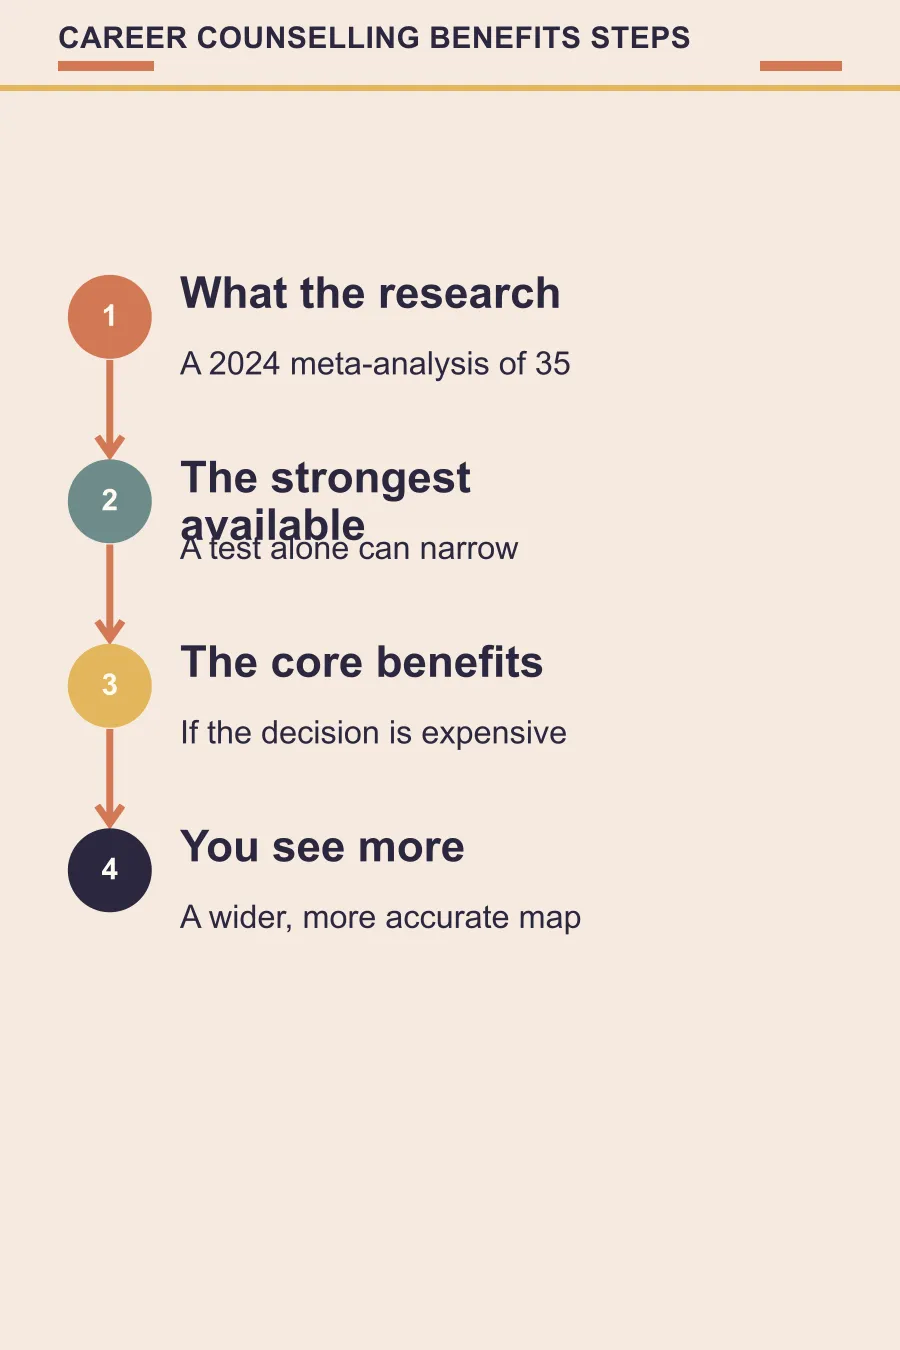 CAREER COUNSELLING BENEFITS STEPS
1
What the research
A 2024 meta-analysis of 35
2
The strongest
available
A test alone can narrow
3
The core benefits
If the decision is expensive
4
You see more
A wider, more accurate map